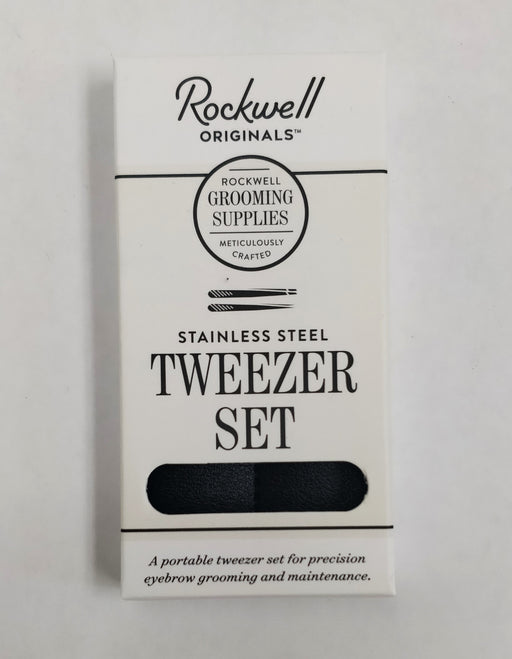 Rockwell
ORIGINALS™
ROCKWELL
GROOMING
SUPPLIES
METICULOUSLY
CRAFTED
STAINLESS STEEL
TWEEZER
SET
A portable tweezer set for precision
eyebrow grooming and maintenance.